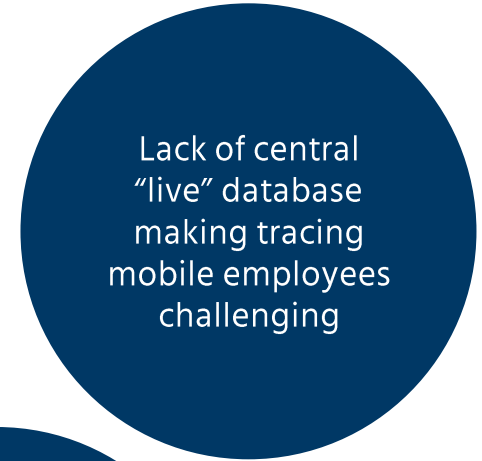 Lack of central
“live” database
making tracing
mobile employees
challenging